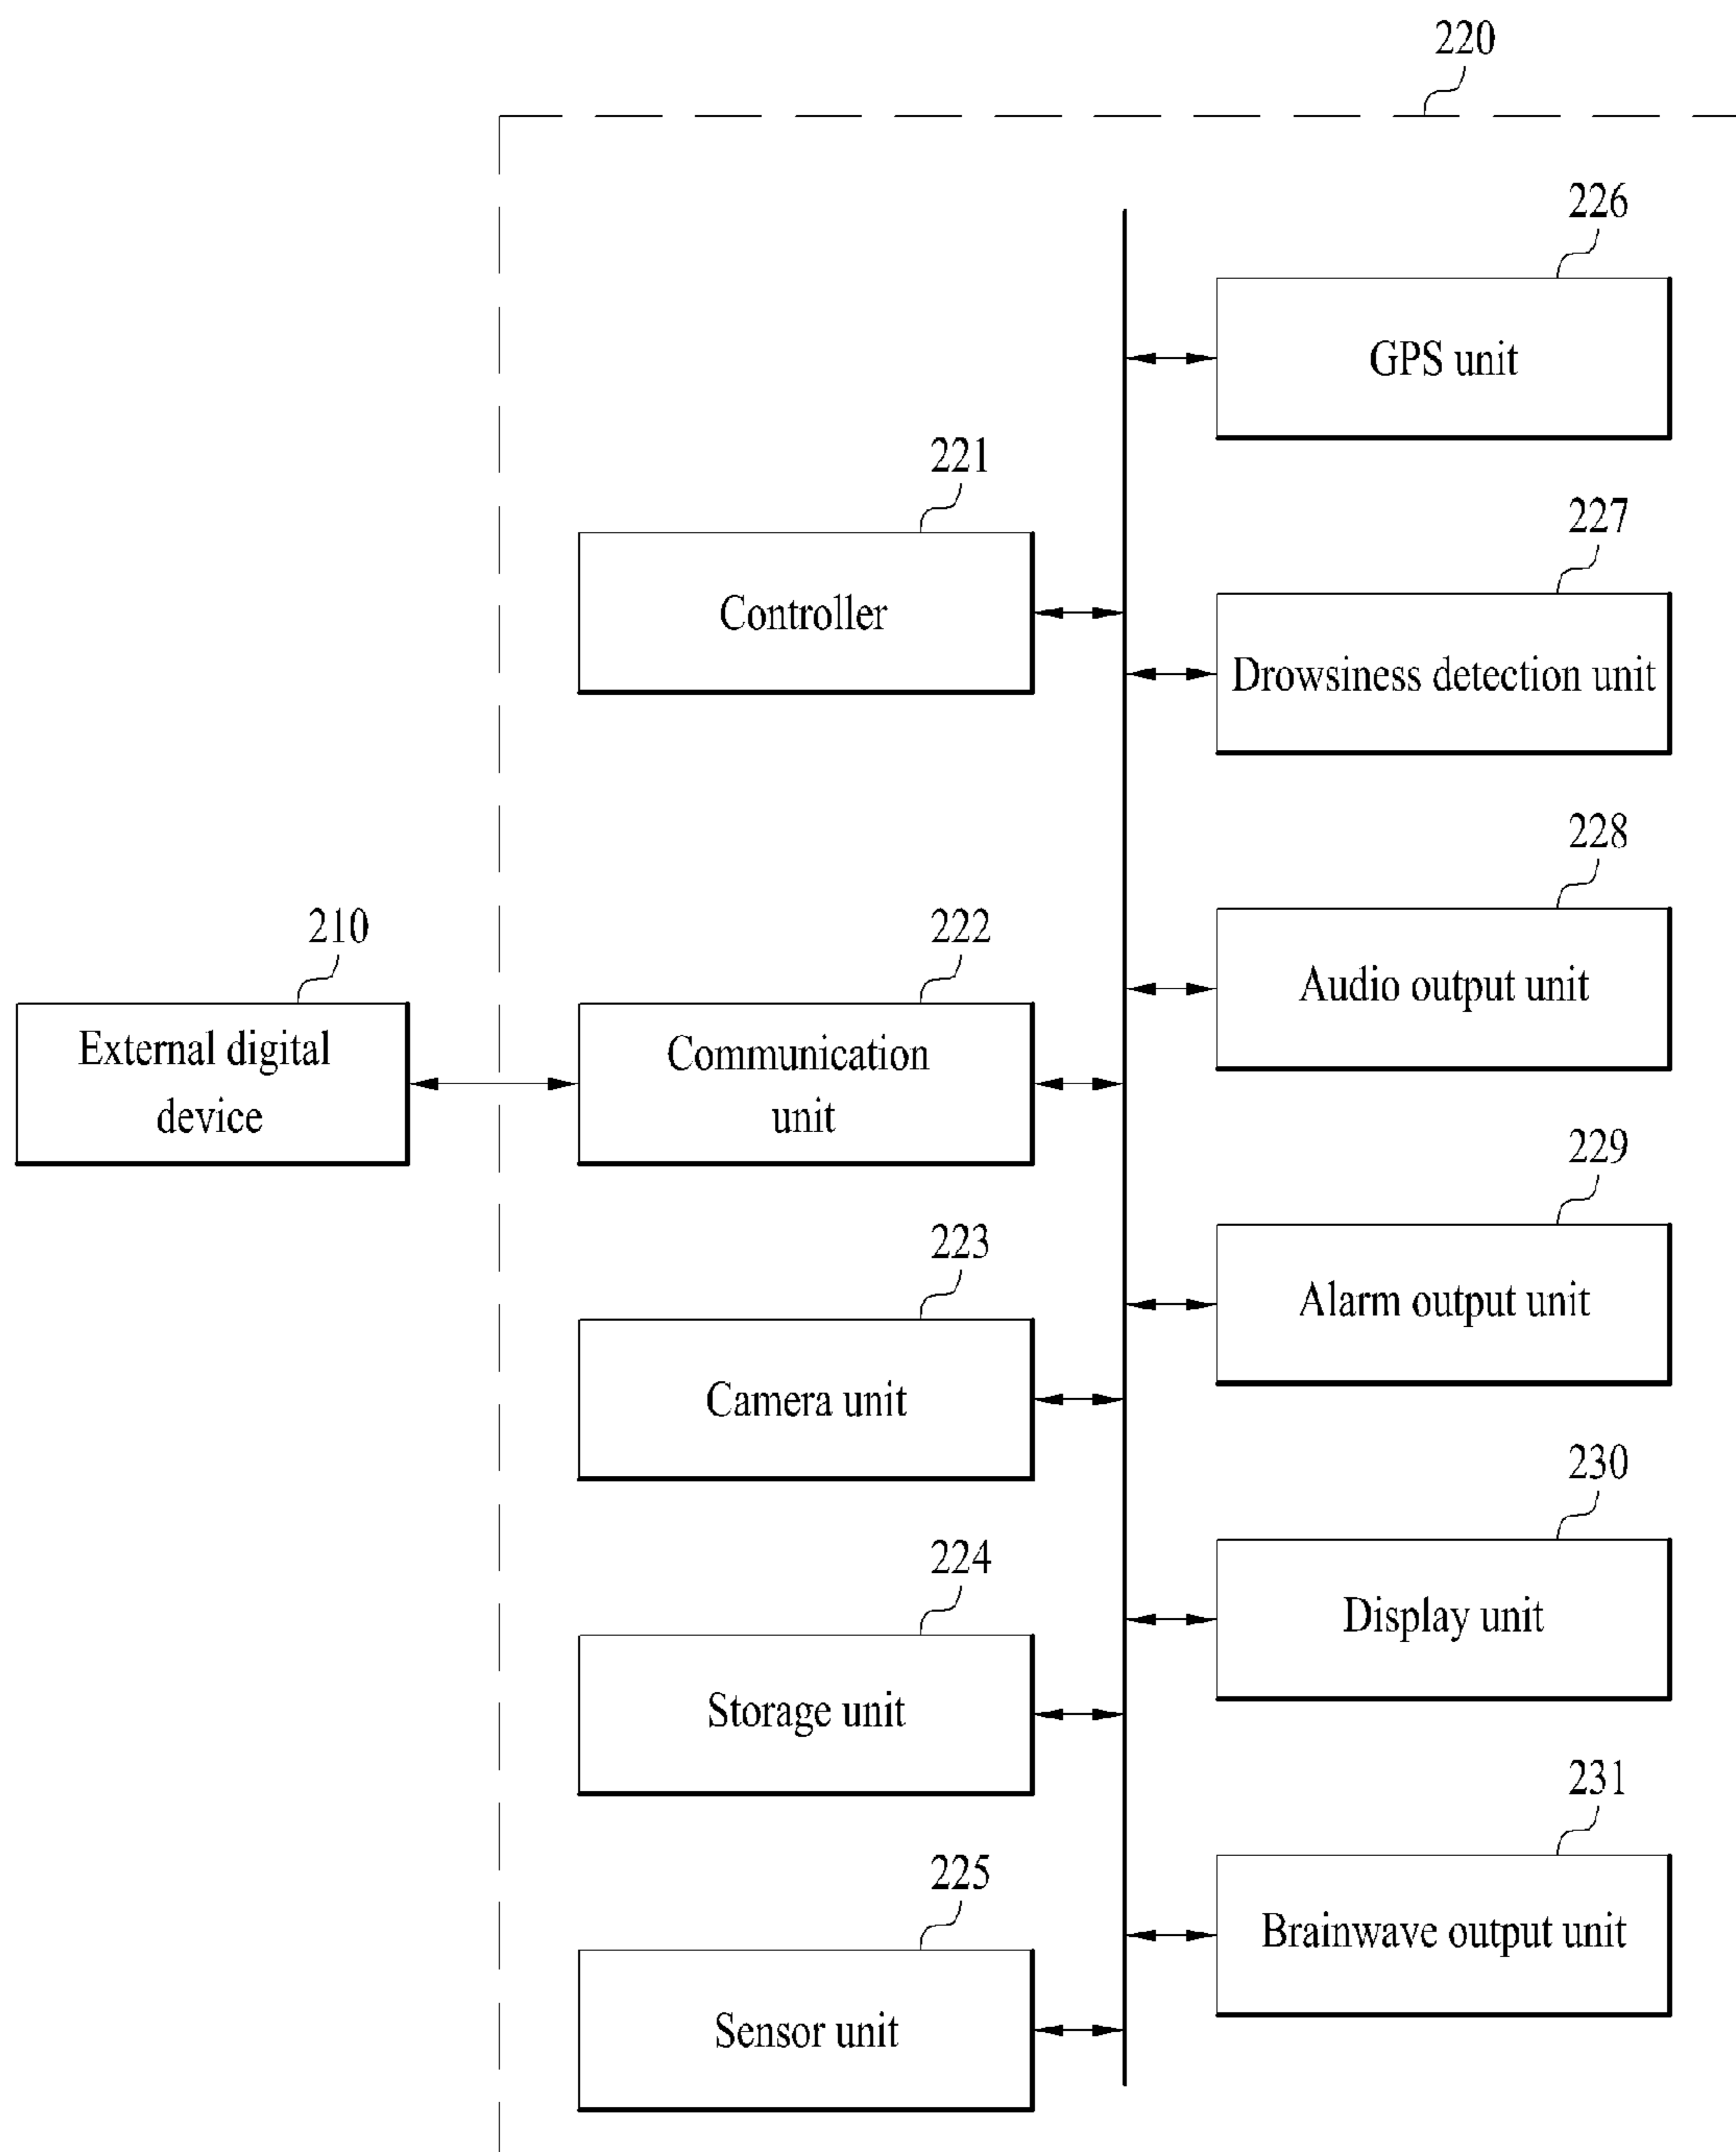 220
226
GPS unit
221
Controller
227
Drowsiness detection unit
228
Audio output unit
210
External digital
device
222
Communication
unit
229
Alarm output unit
223
Camera unit
230
Display unit
224
Storage unit
231
Brainwave output unit
225
Sensor unit